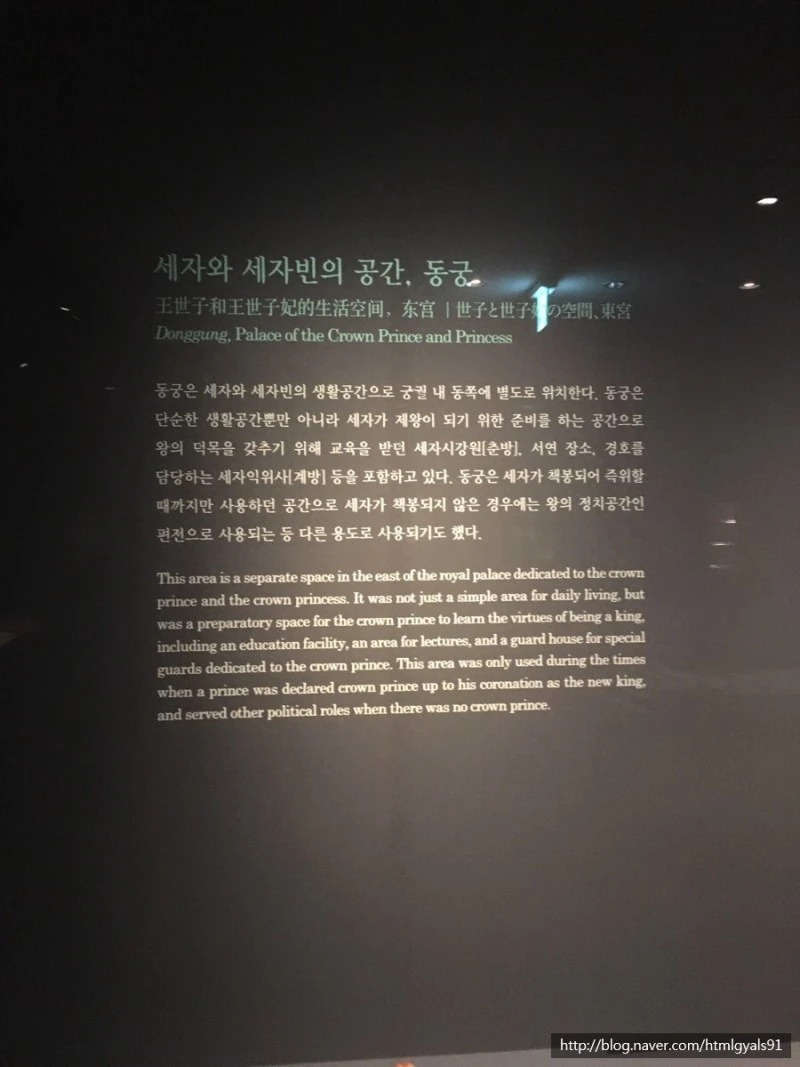 세자와 세자빈의 공간, 동궁
王世子和王世子妃的生活空间，东宫 | 世子と世子妃の空間、東宮
Donggung, Palace of the Crown Prince and Princess
동궁은 세자와 세자빈의 생활공간으로 궁궐 내 동쪽에 별도로 위치한다. 동궁은
단순한 생활공간뿐만 아니라 세자가 제왕이 되기 위한 준비를 하는 공간으로
왕의 덕목을 갖추기 위해 교육을 받던 세자시강원[춘방], 서연 장소, 경호를
담당하는 세자익위사[계방] 등을 포함하고 있다. 동궁은 세자가 책봉되어 즉위할
때까지만 사용하던 공간으로 세자가 책봉되지 않은 경우에는 왕의 정치공간인
편전으로 사용되는 등 다른 용도로 사용되기도 했다.
This area is a separate space in the east of the royal palace dedicated to the crown
prince and the crown princess. It was not just a simple area for daily living, but
was a preparatory space for the crown prince to learn the virtues of being a king,
including an education facility, an area for lectures, and a guard house for special
guards dedicated to the crown prince. This area was only used during the times
when a prince was declared crown prince up to his coronation as the new king,
and served other political roles when there was no crown prince.
http://blog.naver.com/htmlgyals91